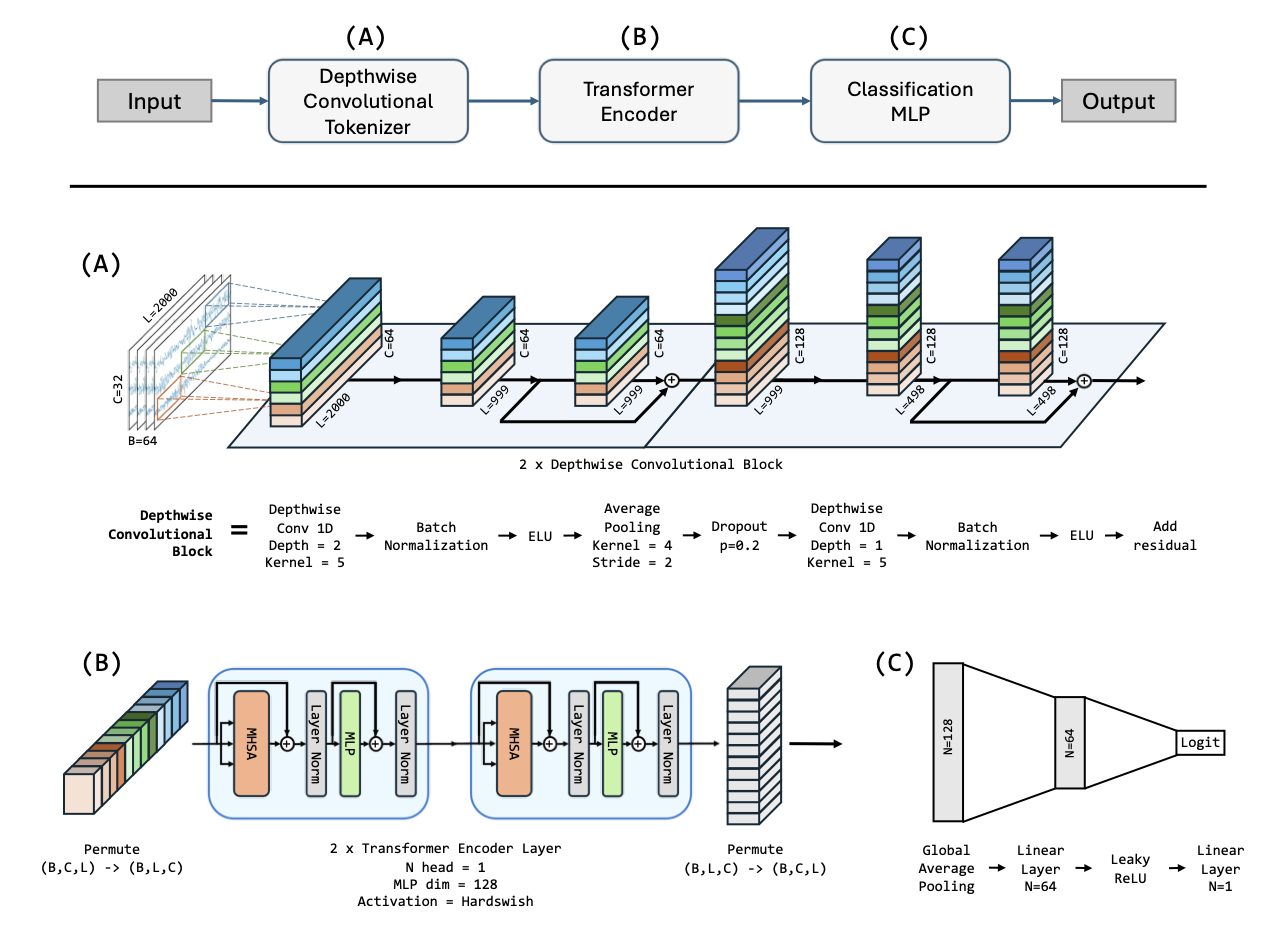 (A)
(B)
(C)
Input
Depthwise
Convolutional
Tokenizer
Transformer
Encoder
Classification
MLP
Output
(A)
L=2000
C=32
B=64
C=64
L=2000
C=64
L=999
C=64
L=999
C=128
L=999
C=128
L=498
C=128
L=498
2 x Depthwise Convolutional Block
Depthwise
Convolutional
Block
=
Depthwise
Conv 1D
Depth = 2
Kernel = 5
Batch
Normalization
ELU
Average
Pooling
Kernel = 4
Stride = 2
Dropout
p=0.2
Depthwise
Conv 1D
Depth = 1
Kernel = 5
Batch
Normalization
ELU
Add
residual
(B)
MHSA
Layer Norm
MLP
Layer Norm
MHSA
Layer Norm
MLP
Layer Norm
Permute
(B,C,L) -> (B,L,C)
2 x Transformer Encoder Layer
N head = 1
MLP dim = 128
Activation = Hardswish
Permute
(B,L,C) -> (B,C,L)
(C)
N=128
N=64
Logit
Global
Average
Pooling
Linear
Layer
N=64
Leaky
ReLU
Linear
Layer
N=1